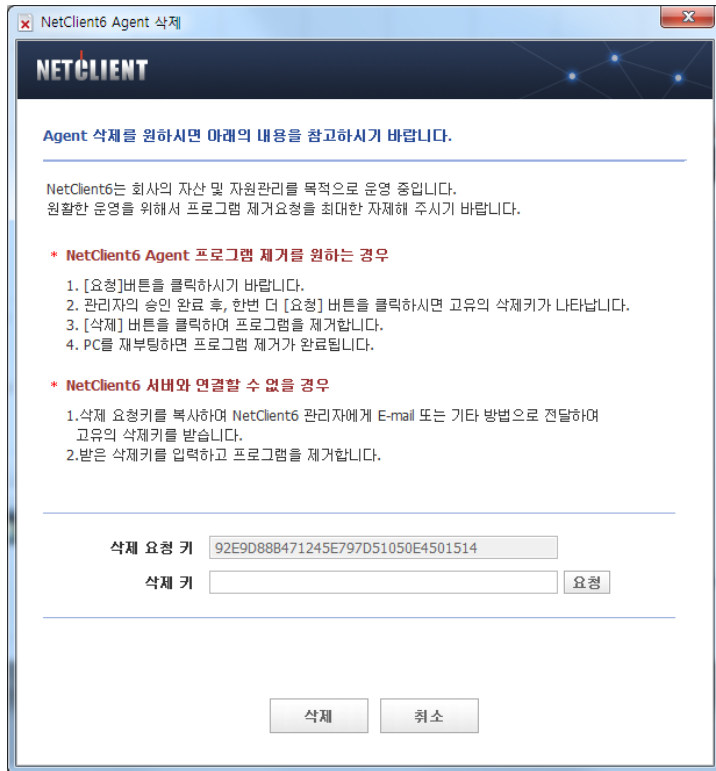 NetClient6 Agent 삭제
NETCLIENT
Agent 삭제를 원하시면 아래의 내용을 참고하시기 바랍니다.
NetClient6는 회사의 자산 및 자원관리를 목적으로 운영 중입니다.
원활한 운영을 위해서 프로그램 제거요청을 최대한 자제해 주시기 바랍니다.
* NetClient6 Agent 프로그램 제거를 원하는 경우
1. [요청]버튼을 클릭하시기 바랍니다.
2. 관리자의 승인 완료 후, 한번 더 [요청] 버튼을 클릭하시면 고유의 삭제키가 나타납니다.
3. [삭제] 버튼을 클릭하여 프로그램을 제거합니다.
4. PC를 재부팅하면 프로그램 제거가 완료됩니다.
* NetClient6 서버와 연결할 수 없을 경우
1.삭제 요청키를 복사하여 NetClient6 관리자에게 E-mail 또는 기타 방법으로 전달하여
고유의 삭제키를 받습니다.
2.받은 삭제키를 입력하고 프로그램을 제거합니다.
삭제 요청 키 92E9D88B471245E797D51050E4501514
삭제 키 요청
삭제 취소